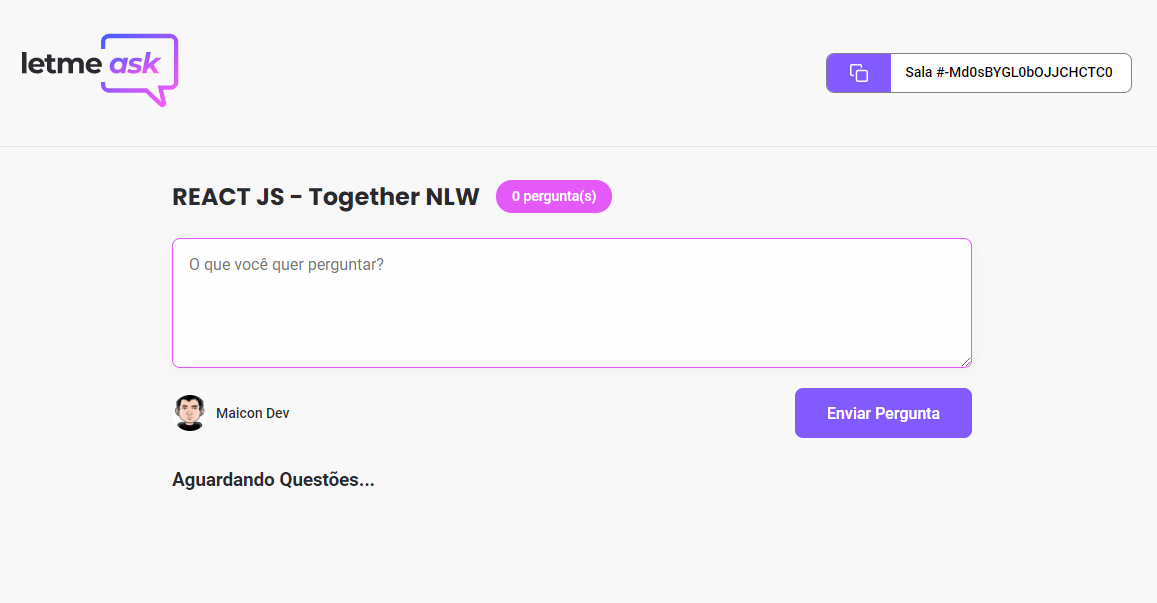 letme ask
Sala #-Md0sBYGL0bOJJCHCTC0
REACT JS - Together NLW
0 pergunta(s)
O que você quer perguntar?
Maicon Dev
Enviar Pergunta
Aguardando Questões...